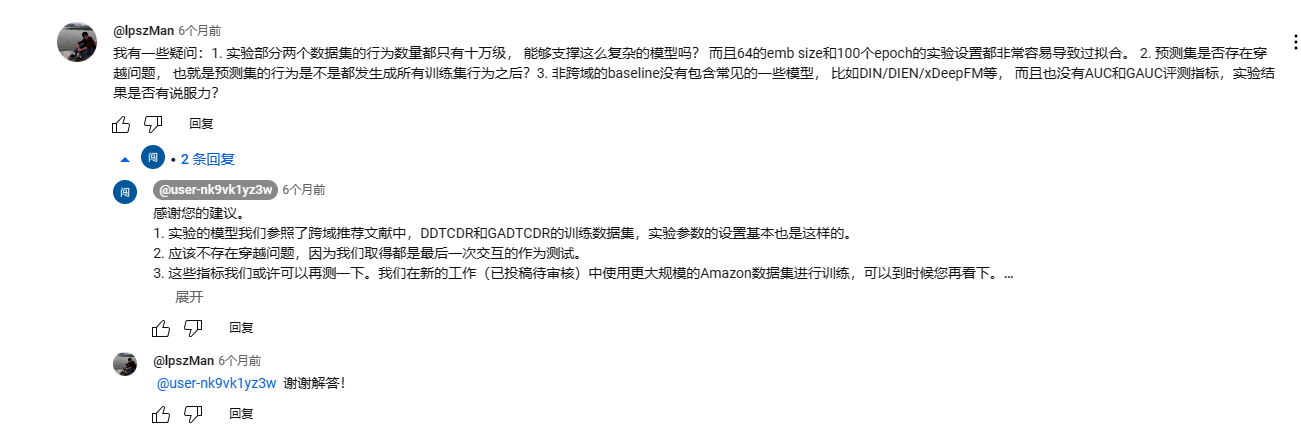 @lpszMan 6个月前
我有一些疑问：1. 实验部分两个数据集的行为数量都只有十万级， 能够支撑这么复杂的模型吗？ 而且64的emb size和100个epoch的实验设置都非常容易导致过拟合。 2. 预测集是否存在穿
越问题， 也就是预测集的行为是不是都发生成所有训练集行为之后？3. 非跨域的baseline没有包含常见的一些模型， 比如DIN/DIEN/xDeepFM等， 而且也没有AUC和GAUC评测指标，实验结
果是否有说服力？
回复
闯 • 2 条回复
闯 @user-nk9vk1yz3w 6个月前
感谢您的建议。
1. 实验的模型我们参照了跨域推荐文献中，DDTCDR和GADTCDR的训练数据集，实验参数的设置基本也是这样的。
2. 应该不存在穿越问题，因为我们取得都是最后一次交互的作为测试。
3. 这些指标我们或许可以再测一下。我们在新的工作（已投稿待审核）中使用更大规模的Amazon数据集进行训练，可以到时候您再看下。...
展开
回复
@lpszMan 6个月前
@user-nk9vk1yz3w 谢谢解答！
回复